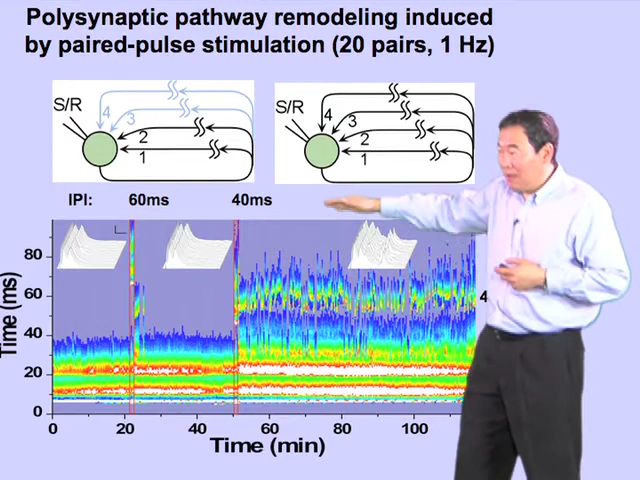 Polysynaptic pathway remodeling induced
by paired-pulse stimulation (20 pairs, 1 Hz)
S/R
4
3
2
1
S/R
4
3
2
1
IPI: 60ms 40ms
Time (ms)
80
60
40
20
0
4
0 20 40 60 80 100
Time (min)